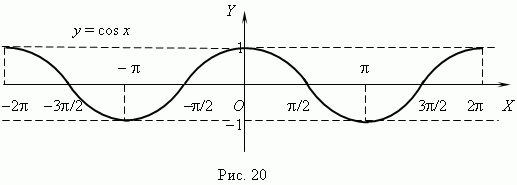 Y
y = cos x
1
− π
π
−2π −3π/2 −π/2 O π/2 3π/2 2π X
−1
Рис. 20